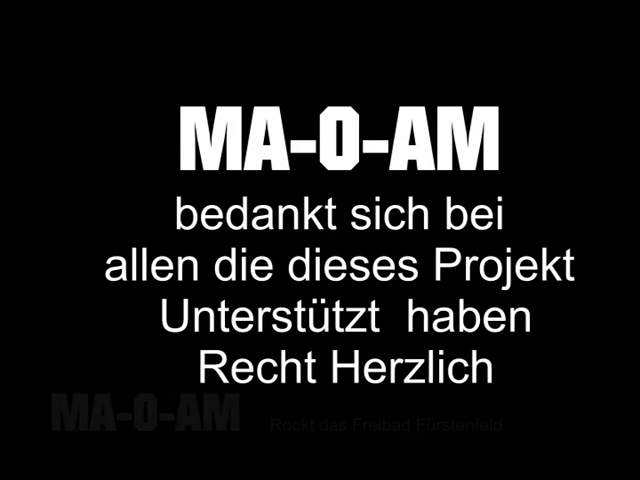 MA-O-AM
bedankt sich bei
allen die dieses Projekt
Unterstützt haben
Recht Herzlich
MA-O-AM Rockt das Freibad Fürstenfeld